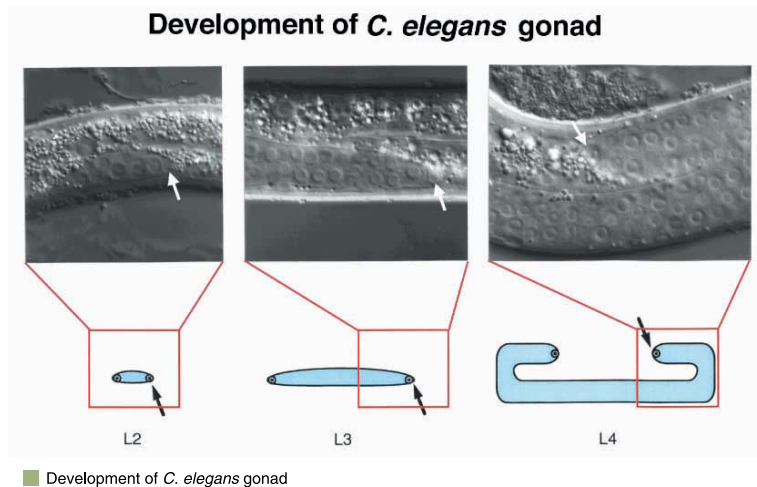 Development of C. elegans gonad
L2
L3
L4
Development of C. elegans gonad